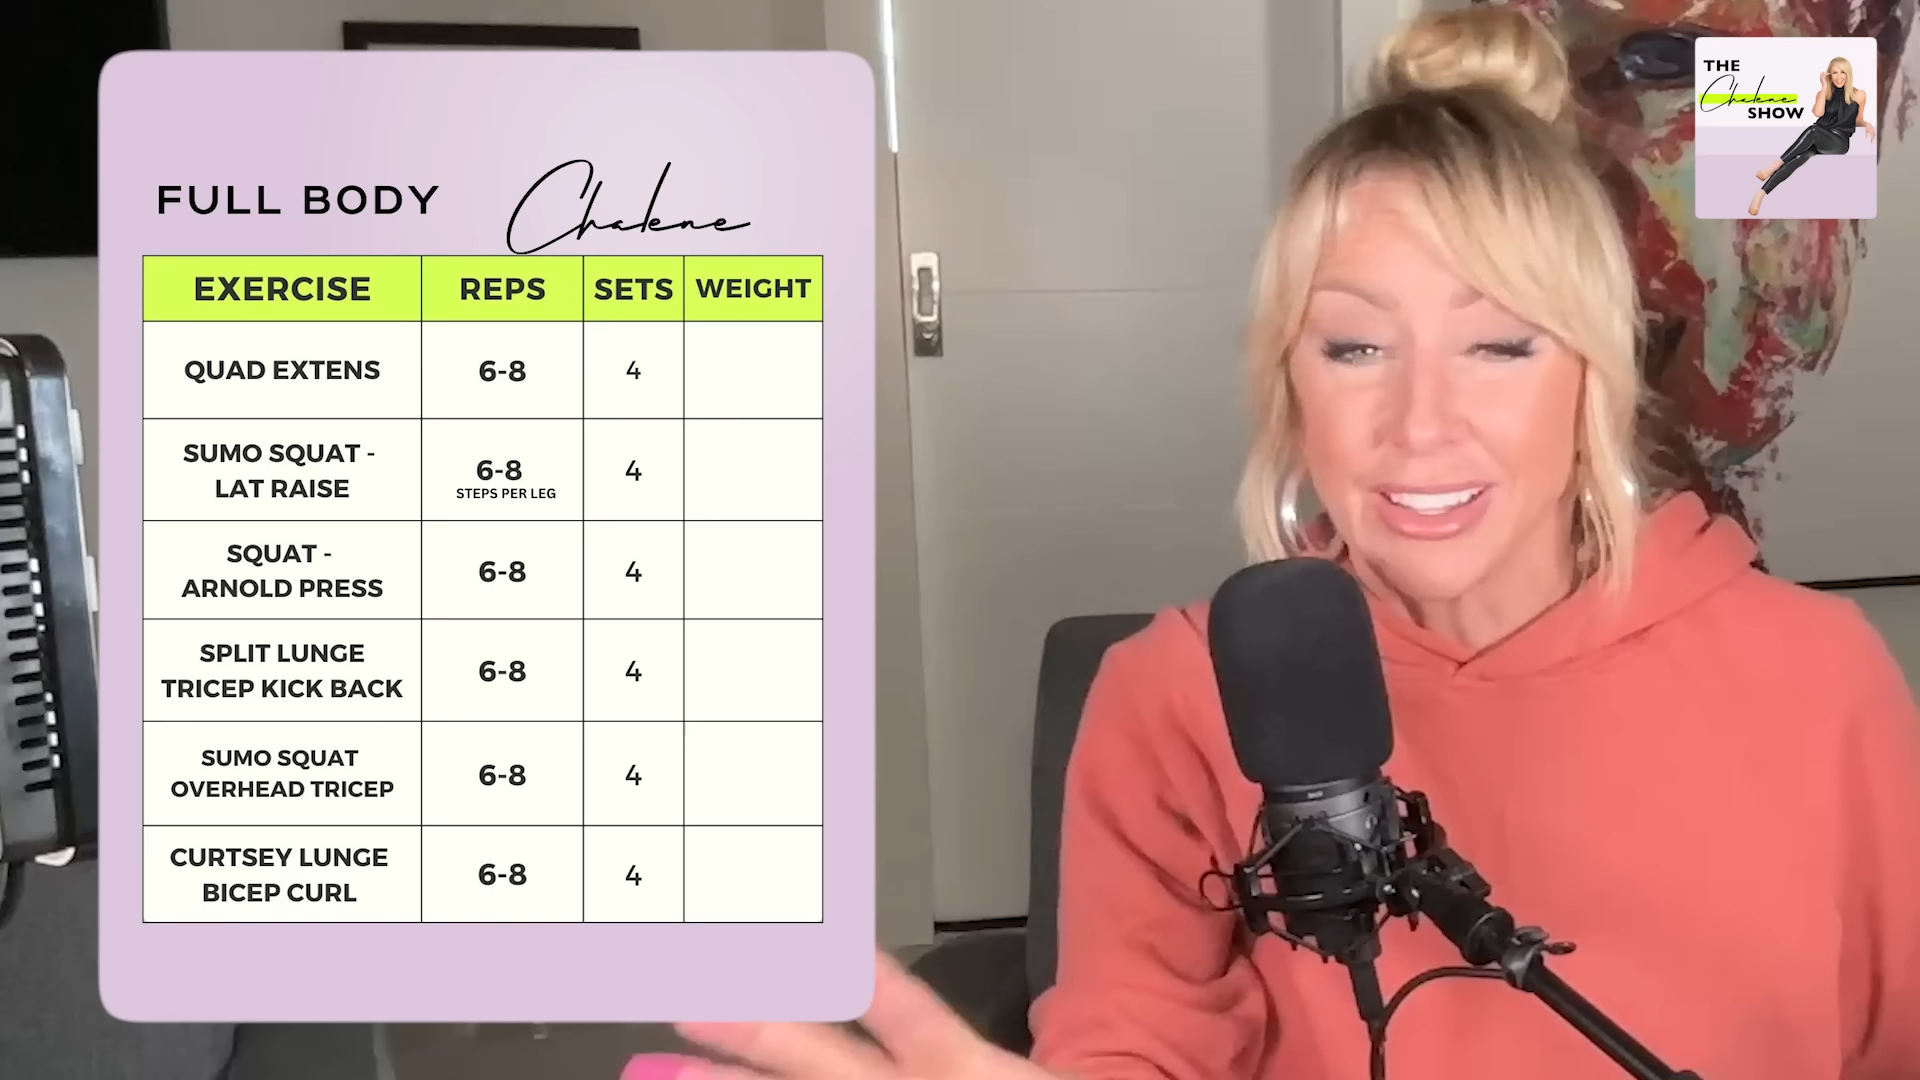 FULL BODY Chalene
EXERCISE REPS SETS WEIGHT
QUAD EXTENS 6-8 4
SUMO SQUAT -
LAT RAISE
6-8
STEPS PER LEG
4
SQUAT -
ARNOLD PRESS
6-8 4
SPLIT LUNGE
TRICEP KICK BACK
6-8 4
SUMO SQUAT
OVERHEAD TRICEP
6-8 4
CURTSEY LUNGE
BICEP CURL
6-8 4
THE
Chalene
SHOW